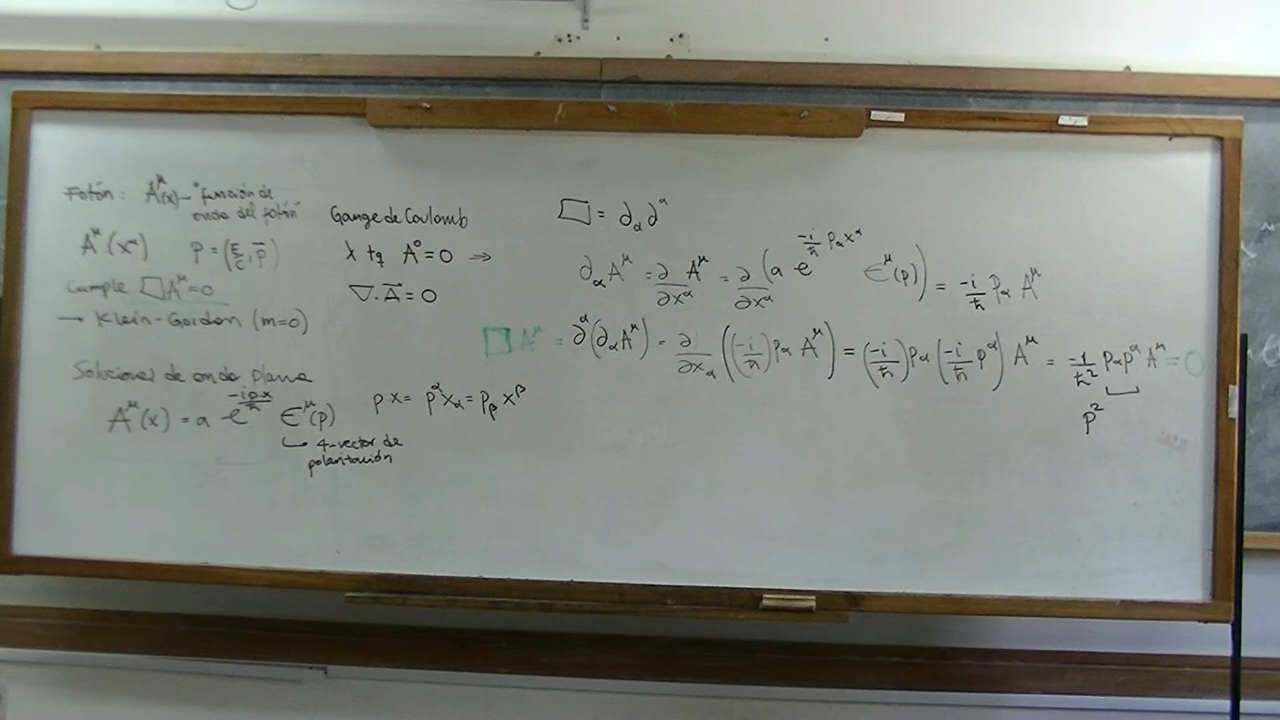 Fotón: A^μ(x) – "función de
onda del fotón"
A^μ(x^α) p = (E/c, p⃗)
Cumple □A^μ = 0
→ Klein-Gordon (m=0)
Soluciones de onda plana
A^μ(x) = a e^(-ipx/ħ) ϵ^μ(p)
↳ 4-vector de
polarización
Gauge de Coulomb
λ tq A⁰ = 0 ⇒
∇·A⃗ = 0
p x = p^α x_α = p_β x^β
□ = ∂_α ∂^α
∂_α A^μ = ∂/∂x^α A^μ = ∂/∂x^α (a e^(-i/ħ p_α x^α) ϵ^μ(p)) = -i/ħ p_α A^μ
□ A^μ = ∂^α(∂_α A^μ) = ∂/∂x_α ((-i/ħ) p_α A^μ) = (-i/ħ) p_α (-i/ħ p^α) A^μ = -1/ħ² p_α p^α A^μ = 0
p²